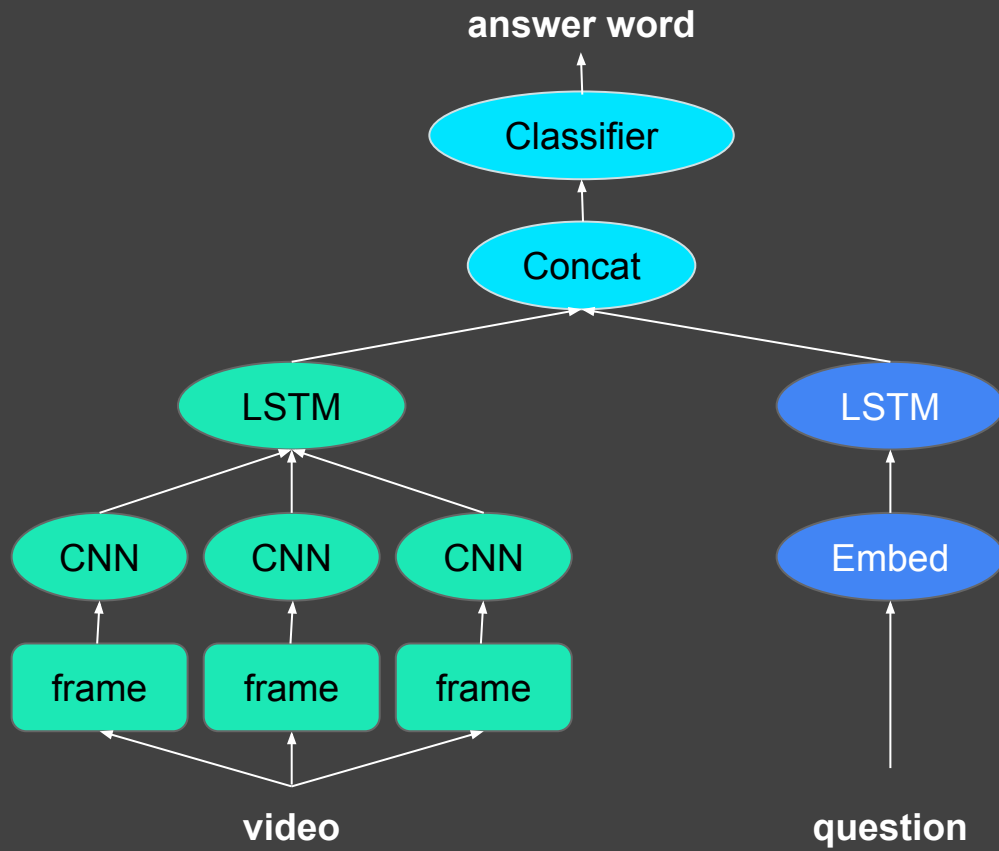 answer word
Classifier
Concat
LSTM LSTM
CNN CNN CNN Embed
frame frame frame
video question